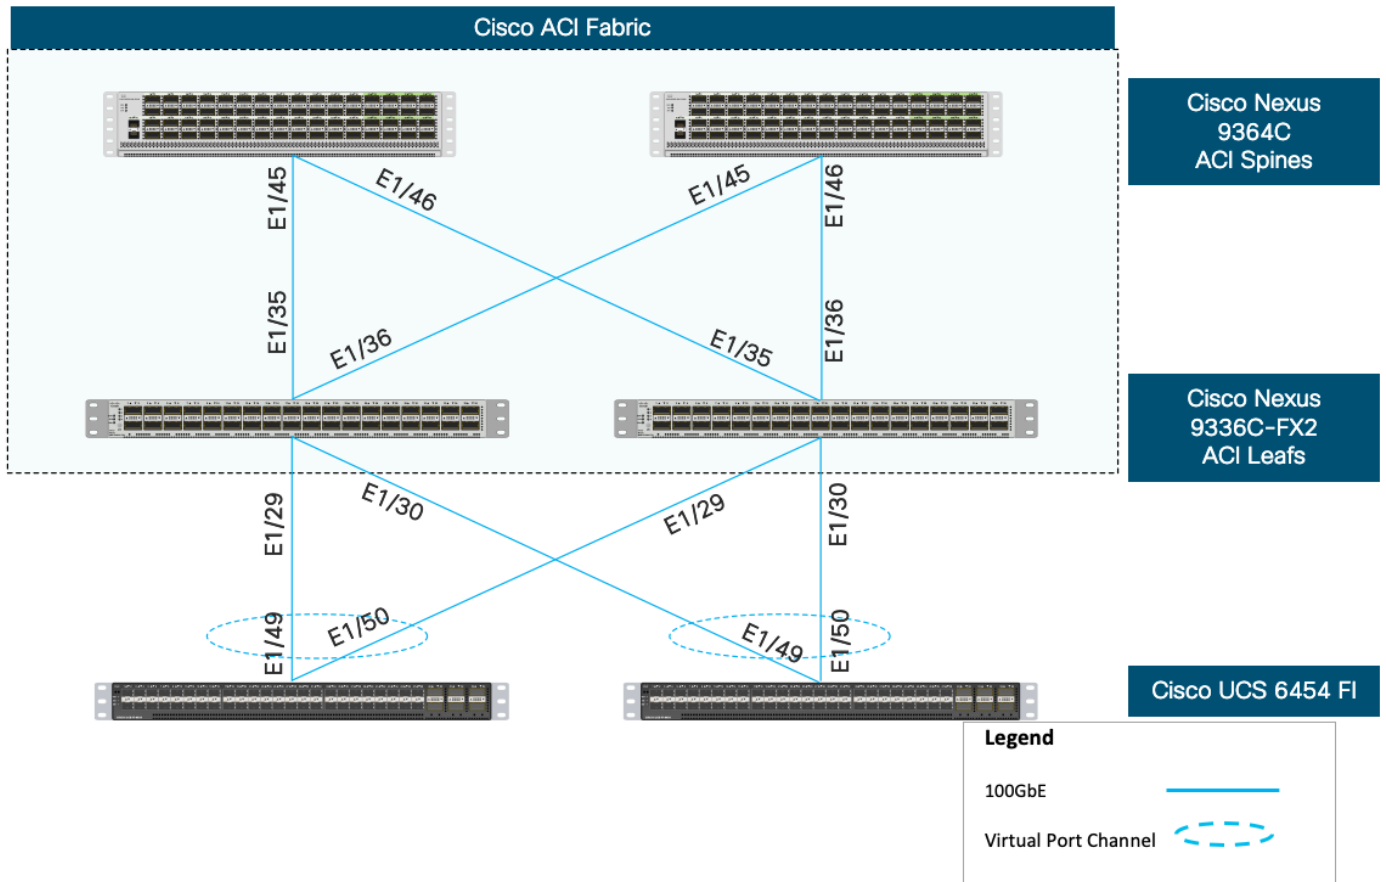 Cisco ACI Fabric
Cisco Nexus
9364C
ACI Spines
E1/45
E1/46
E1/45
E1/46
E1/35
E1/36
E1/35
E1/36
Cisco Nexus
9336C-FX2
ACI Leafs
E1/29
E1/30
E1/29
E1/30
E1/49
E1/50
E1/49
E1/50
Cisco UCS 6454 FI
Legend
100GbE
Virtual Port Channel